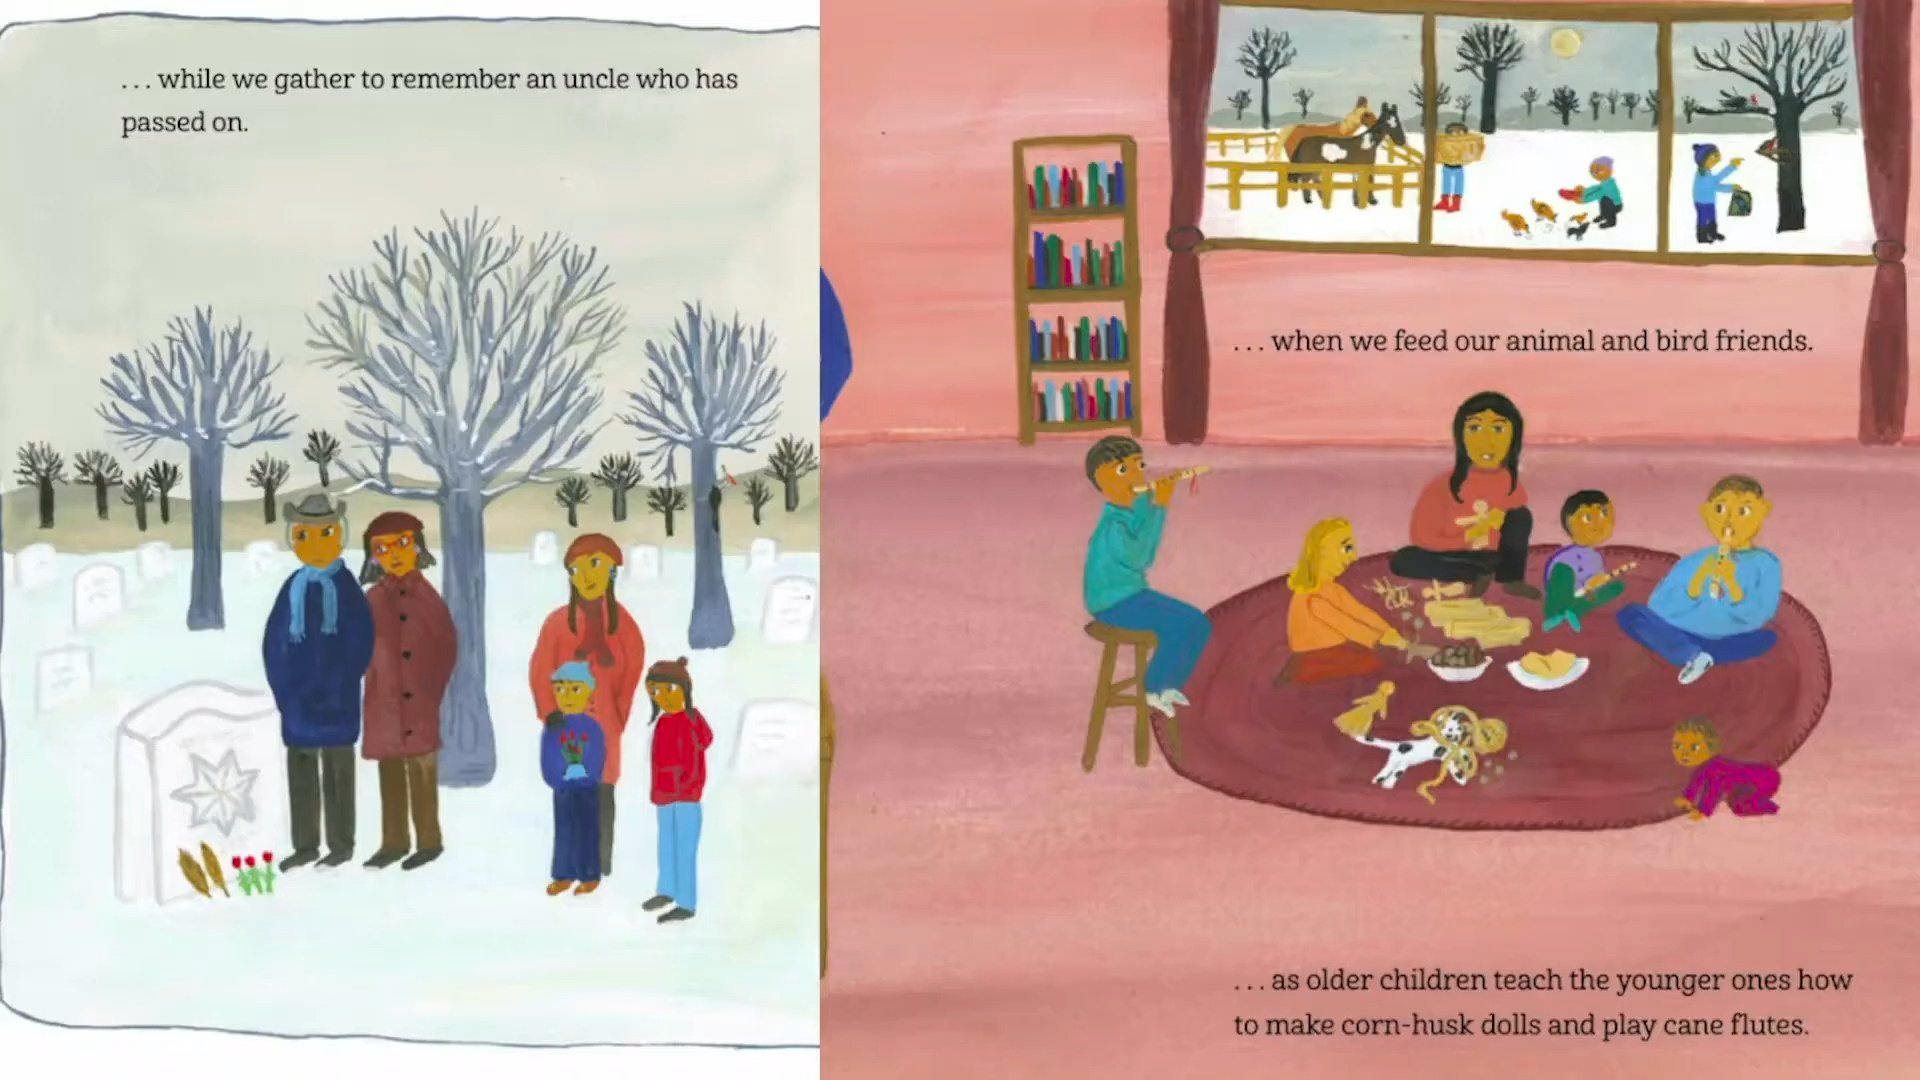 ... while we gather to remember an uncle who has
passed on.
... when we feed our animal and bird friends.
... as older children teach the younger ones how
to make corn-husk dolls and play cane flutes.